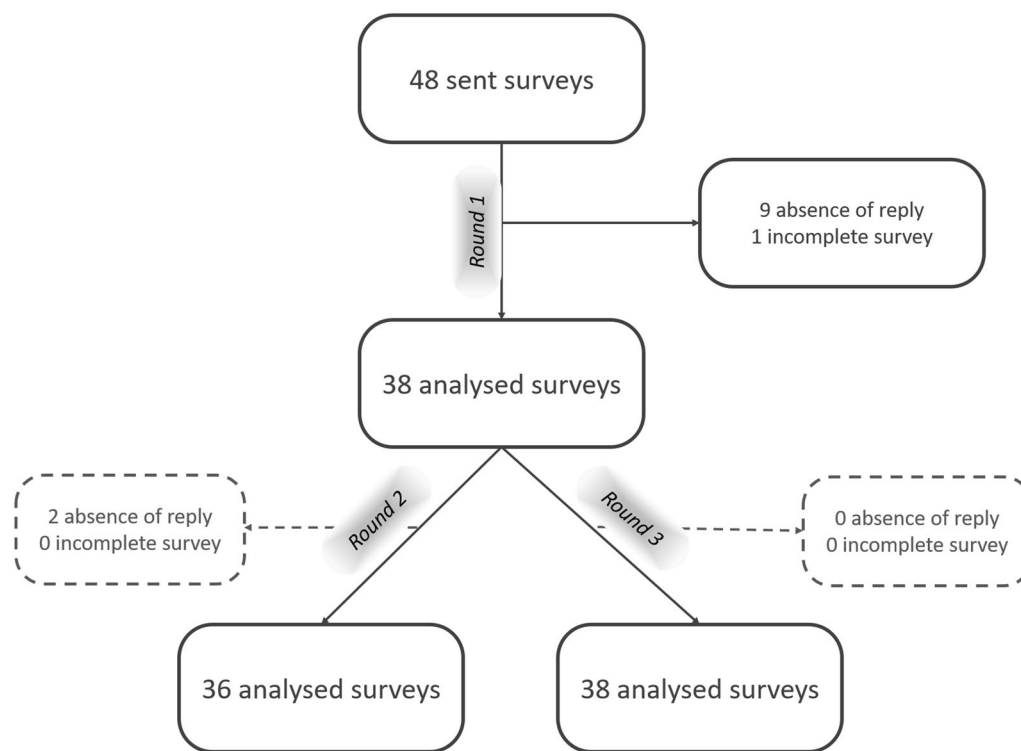 48 sent surveys
Round 1
9 absence of reply
1 incomplete survey
38 analysed surveys
Round 2
2 absence of reply
0 incomplete survey
Round 3
0 absence of reply
0 incomplete survey
36 analysed surveys
38 analysed surveys